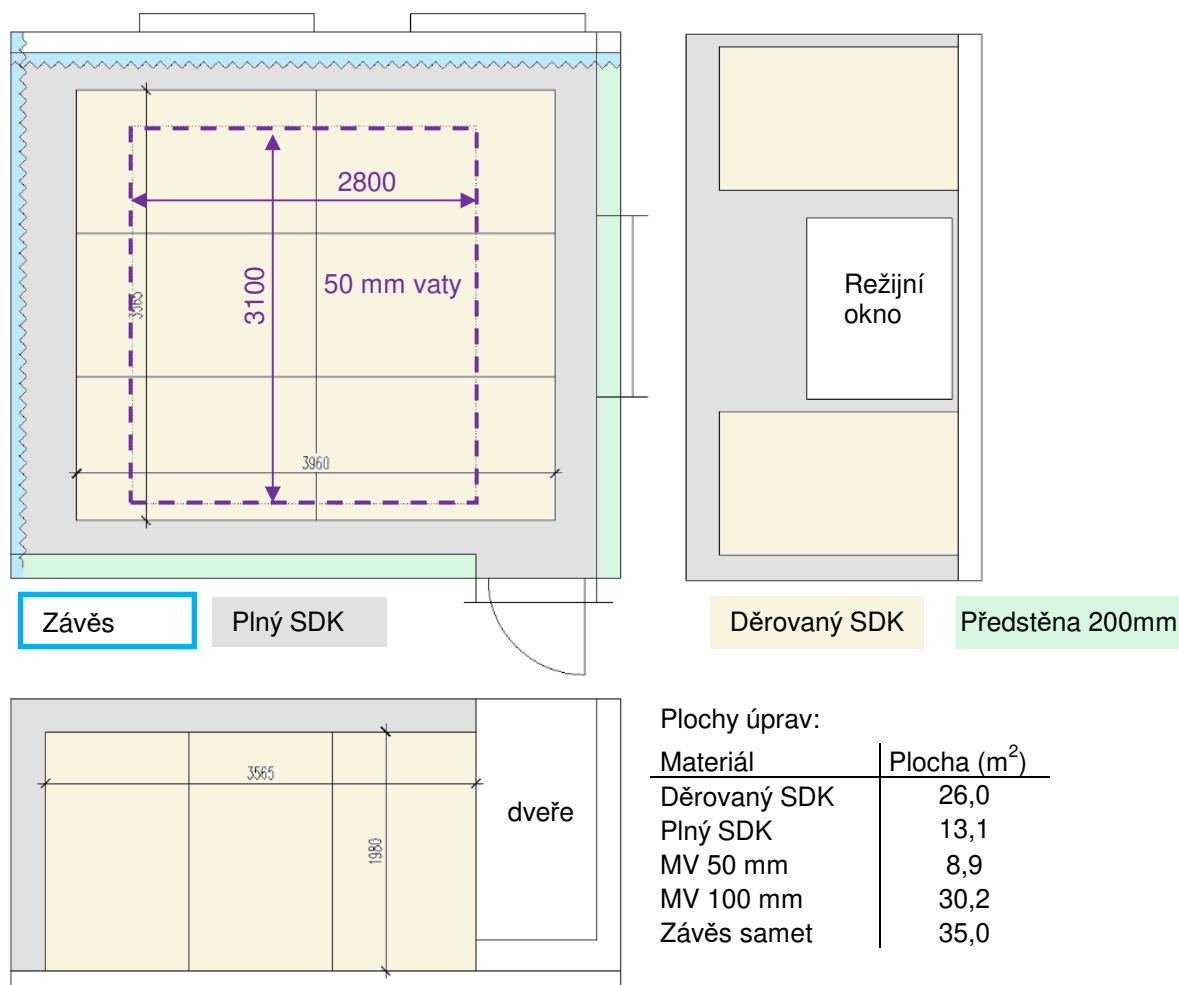 2800
3100
3565
50 mm vaty
3960
Režijní
okno
Závěs
Plný SDK
Děrovaný SDK
Předstěna 200mm
3565
1980
dveře
Plochy úprav:
Materiál Plocha (m²)
Děrovaný SDK 26,0
Plný SDK 13,1
MV 50 mm 8,9
MV 100 mm 30,2
Závěs samet 35,0